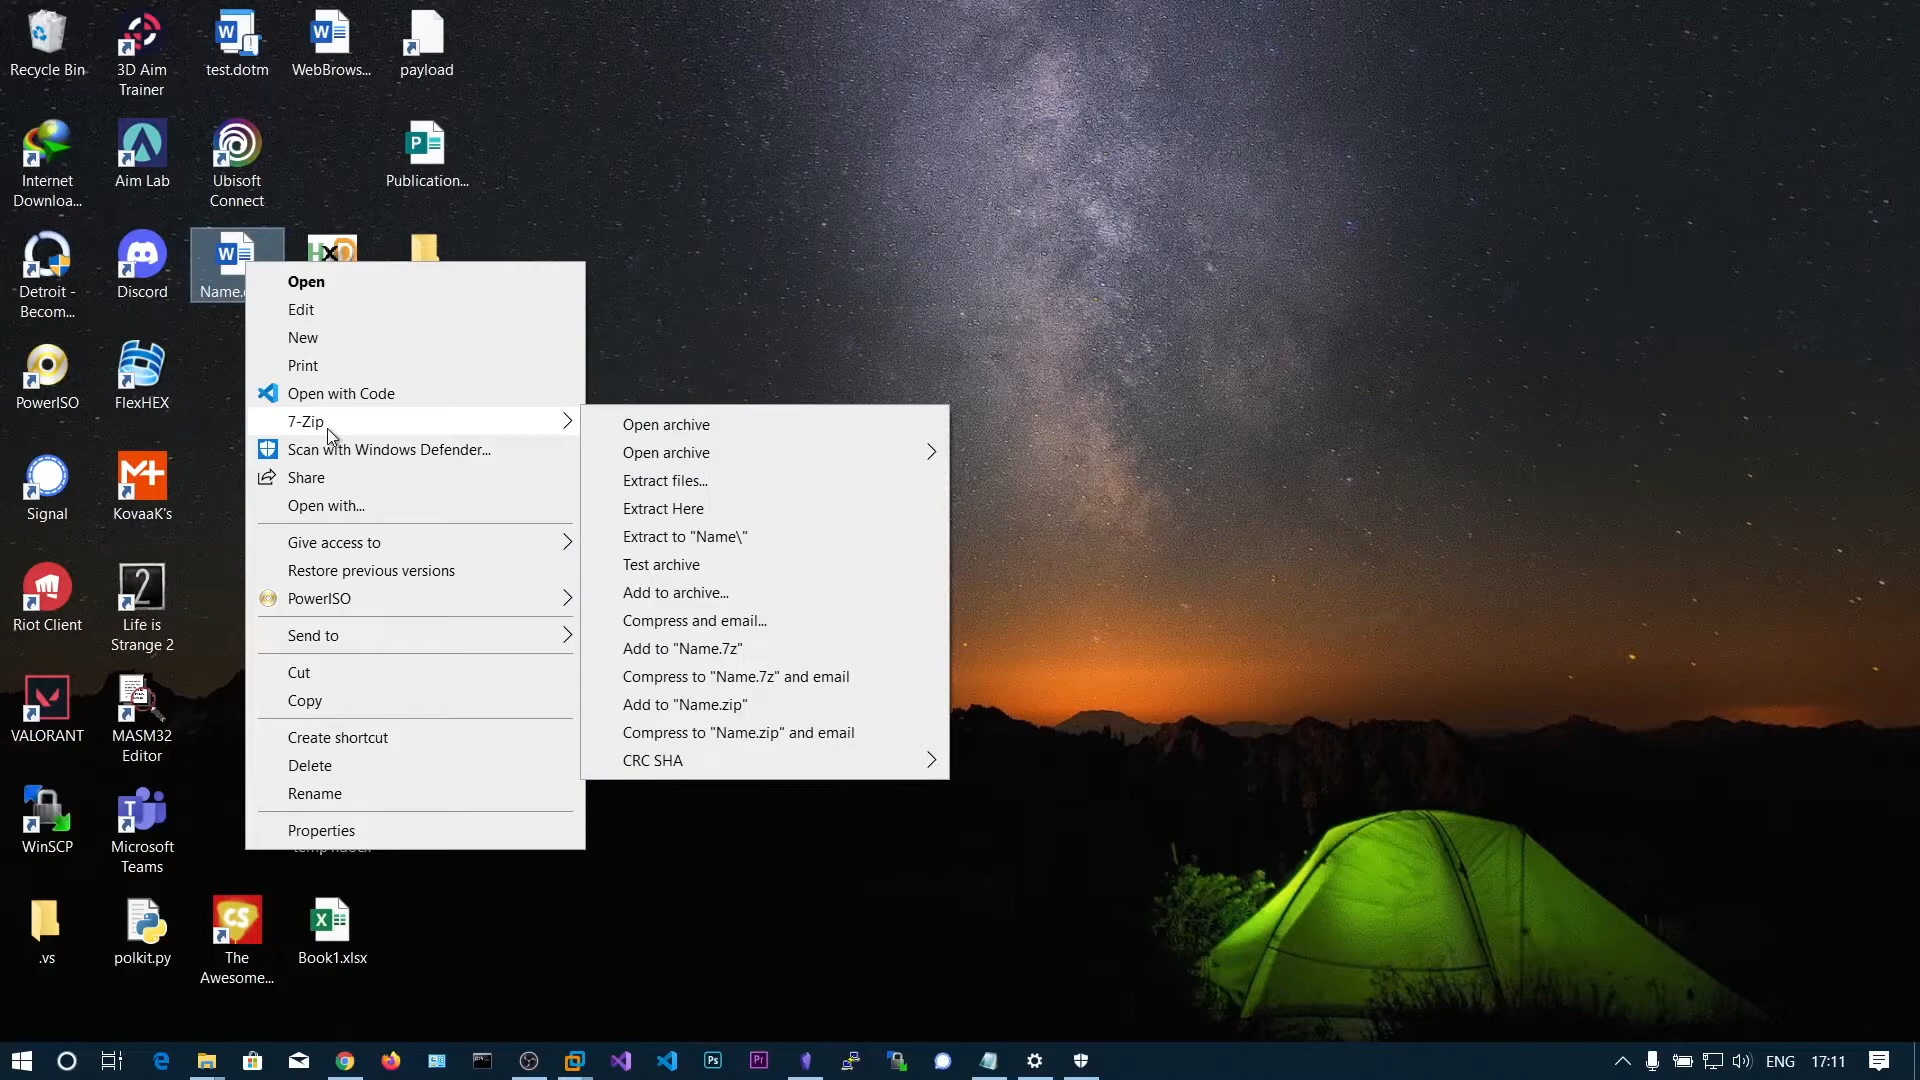 Recycle Bin
3D Aim
Trainer
test.dotm
WebBrows...
payload
Internet
Downloa...
Aim Lab
Ubisoft
Connect
Publication...
Detroit -
Becom...
Discord
Name.
HXD
PowerISO
FlexHEX
Signal
KovaaK's
Riot Client
Life is
Strange 2
VALORANT
MASM32
Editor
WinSCP
Microsoft
Teams
.vs
polkit.py
The
Awesome...
Book1.xlsx
Open
Edit
New
Print
Open with Code
7-Zip
Scan with Windows Defender...
Share
Open with...
Give access to
Restore previous versions
PowerISO
Send to
Cut
Copy
Create shortcut
Delete
Rename
Properties
Open archive
Open archive
Extract files...
Extract Here
Extract to "Name\"
Test archive
Add to archive...
Compress and email...
Add to "Name.7z"
Compress to "Name.7z" and email
Add to "Name.zip"
Compress to "Name.zip" and email
CRC SHA
ENG
17:11